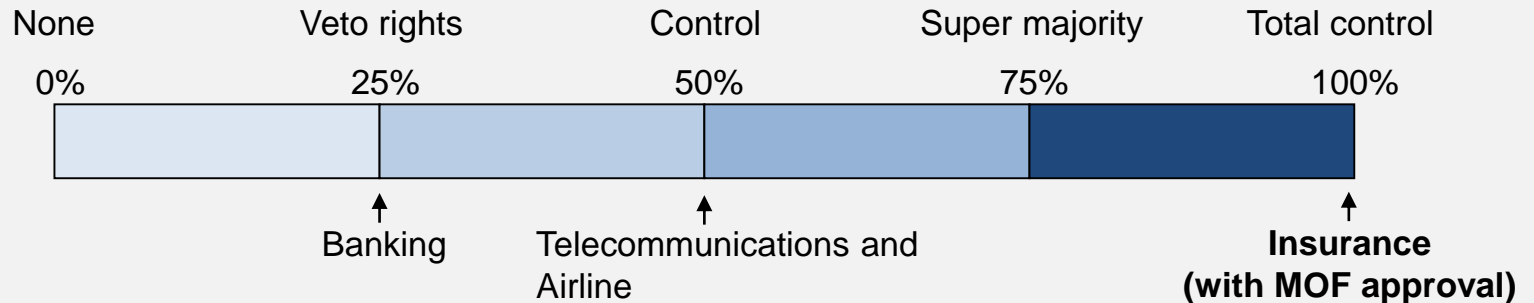 None Veto rights Control Super majority Total control
0% 25% 50% 75% 100%
Banking
Telecommunications and
Airline
Insurance
(with MOF approval)